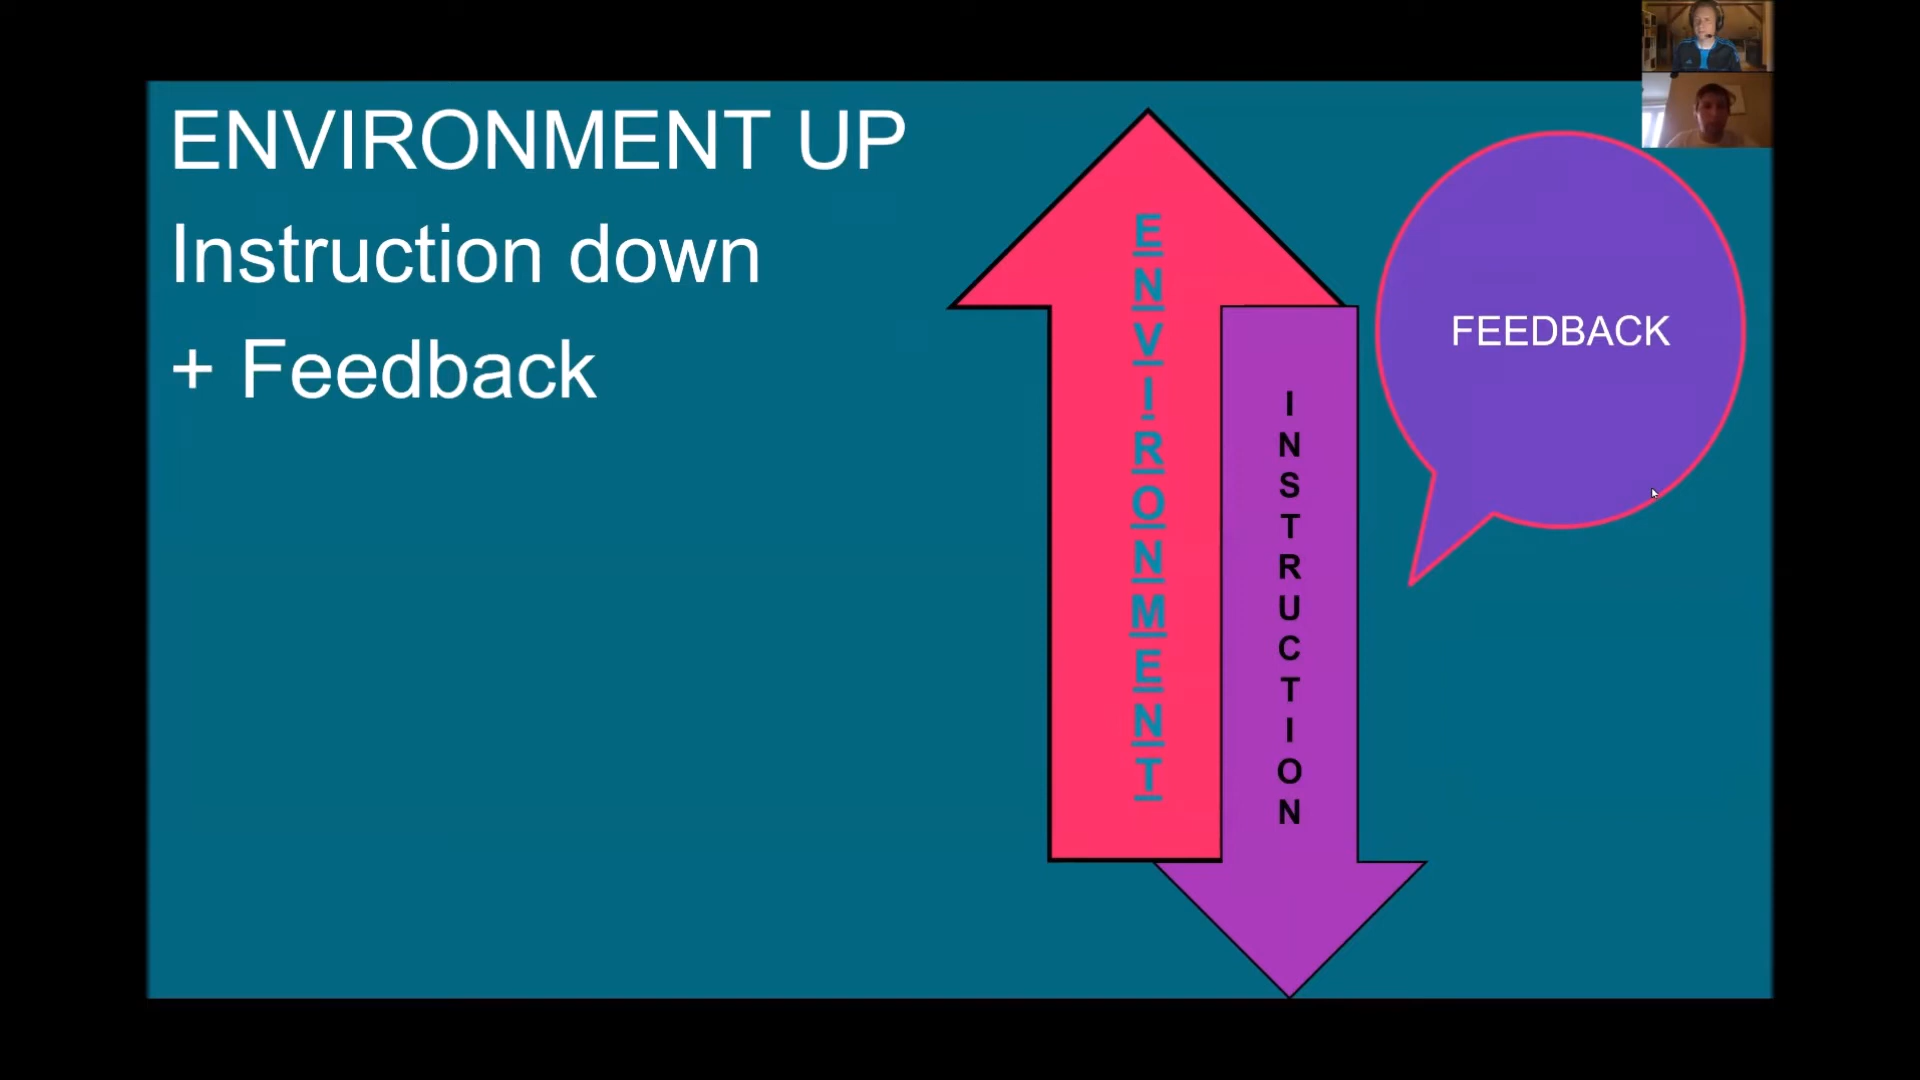 ENVIRONMENT UP
Instruction down
+ Feedback
ENVIRONMENT
INSTRUCTION
FEEDBACK